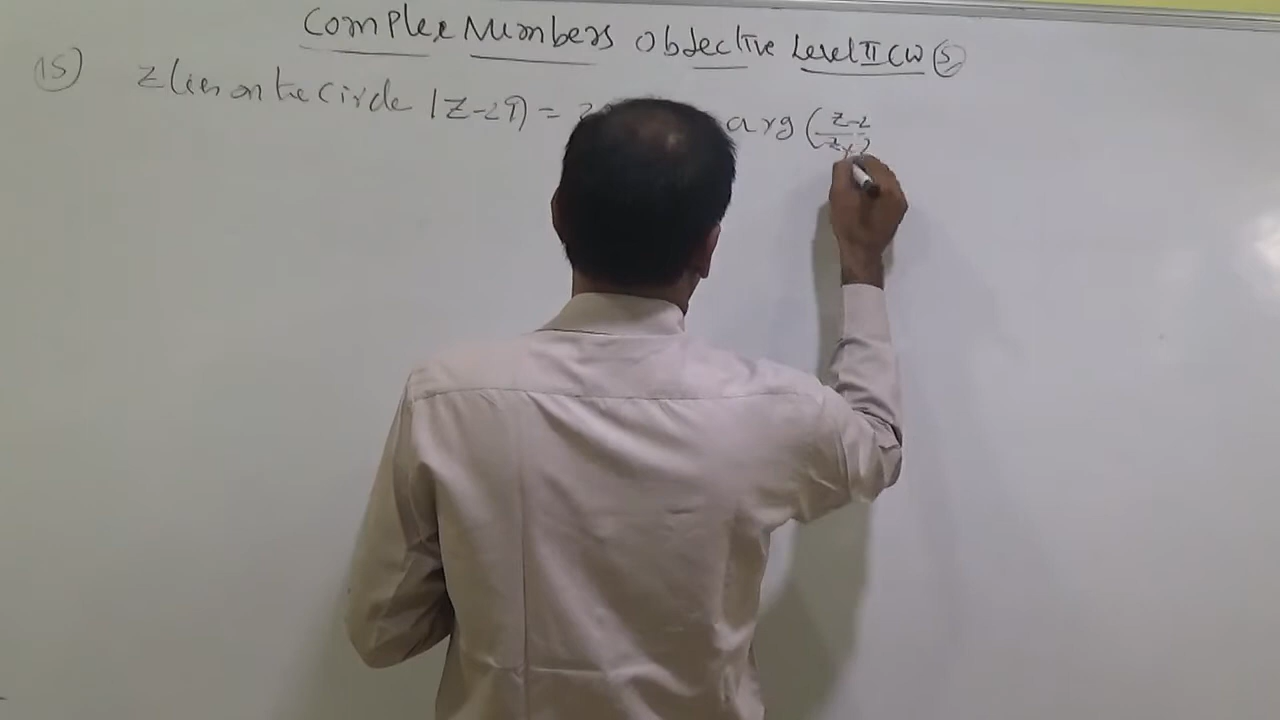 Complex Numbers Objective Level II CW (5)
(15) Z lies on the Circle |Z-2i| = 2 arg (Z-2/Z+2